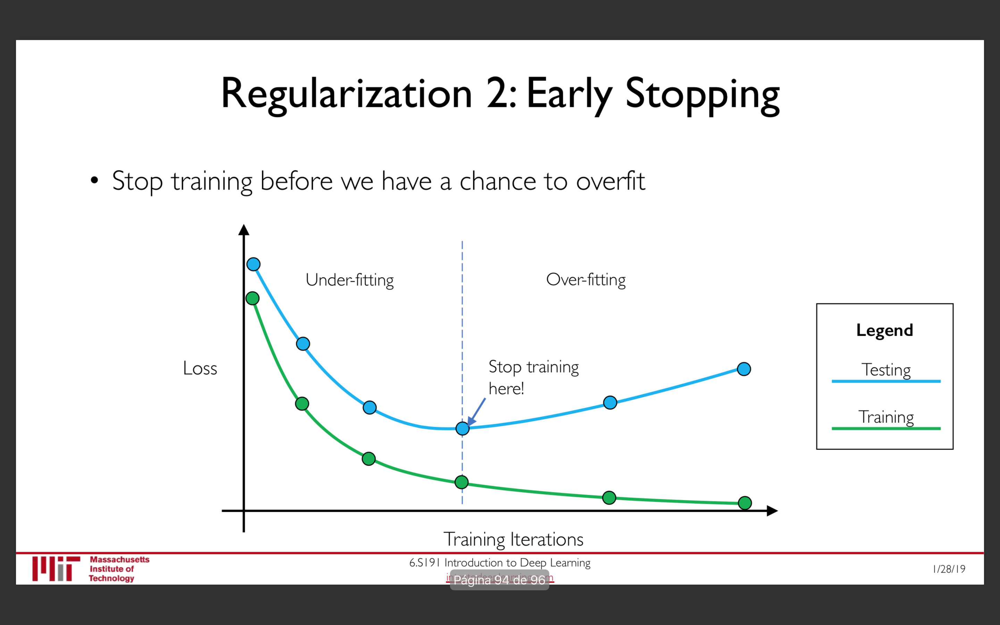 Regularization 2: Early Stopping
• Stop training before we have a chance to overfit
Under-fitting
Over-fitting
Loss
Stop training
here!
Legend
Testing
Training
Training Iterations
Massachusetts
Institute of
Technology
6.S191 Introduction to Deep Learning
1/28/19
Página 94 de 96